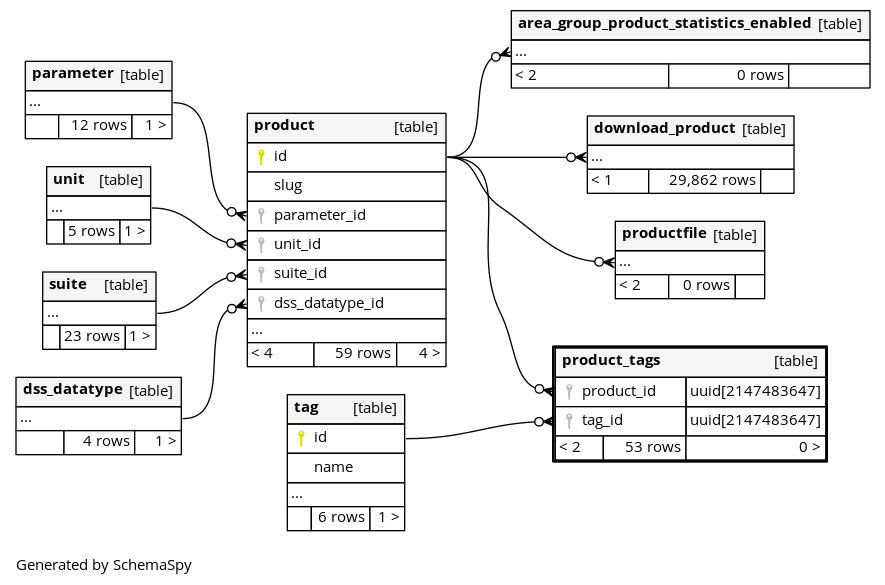 area_group_product_statistics_enabled [table]
...
< 2 0 rows
parameter [table]
...
12 rows 1 >
product [table]
id
slug
parameter_id
unit_id
suite_id
dss_datatype_id
...
< 4 59 rows 4 >
download_product [table]
...
< 1 29,862 rows
unit [table]
...
5 rows 1 >
productfile [table]
...
< 2 0 rows
suite [table]
...
23 rows 1 >
product_tags [table]
product_id uuid[2147483647]
tag_id uuid[2147483647]
< 2 53 rows 0 >
dss_datatype [table]
...
4 rows 1 >
tag [table]
id
name
...
6 rows 1 >
Generated by SchemaSpy